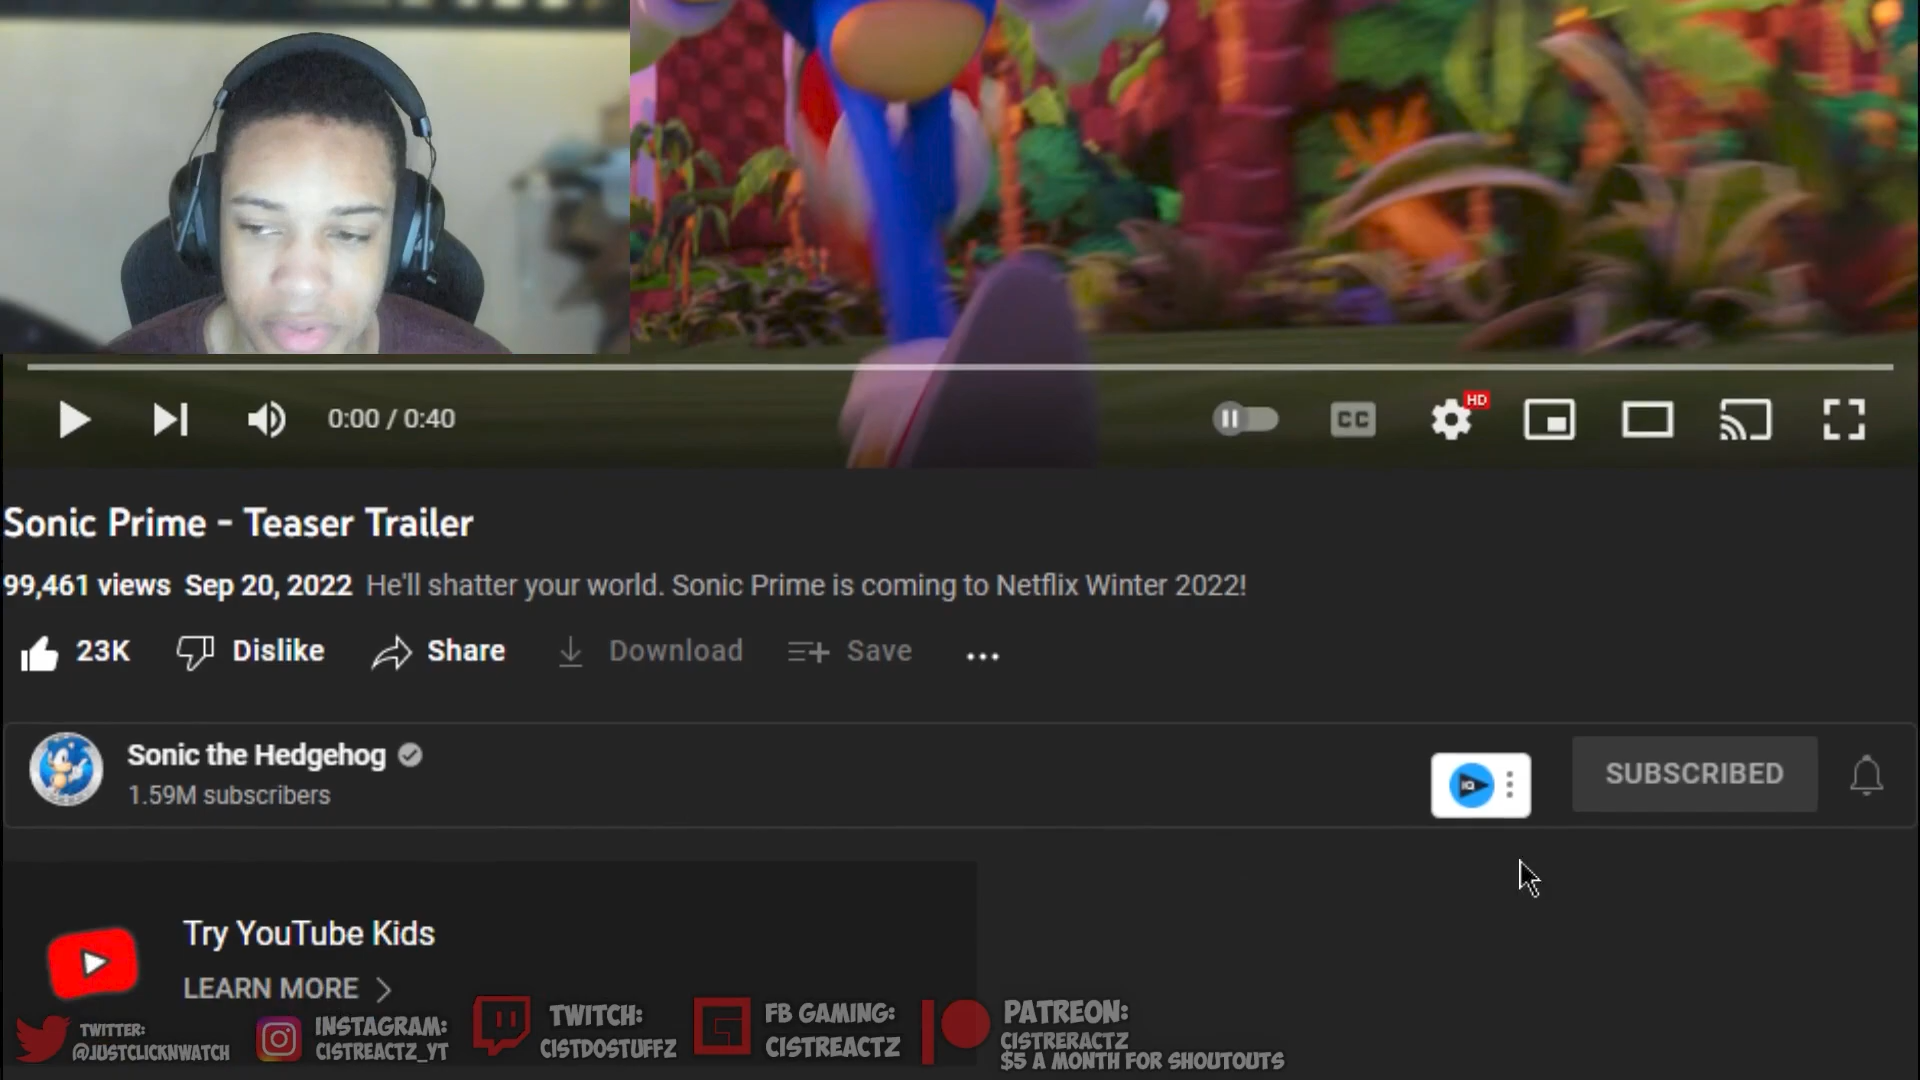 0:00 / 0:40
CC
HD
Sonic Prime - Teaser Trailer
99,461 views Sep 20, 2022 He'll shatter your world. Sonic Prime is coming to Netflix Winter 2022!
23K Dislike Share Download Save ...
Sonic the Hedgehog
1.59M subscribers
IQ
SUBSCRIBED
Try YouTube Kids
LEARN MORE
TWITTER:
@JUSTCLICKNWATCH
INSTAGRAM:
CISTREACTZ_YT
TWITCH:
CISTDOSTUFFZ
FB GAMING:
CISTREACTZ
PATREON:
CISTRERACTZ
$5 A MONTH FOR SHOUTOUTS